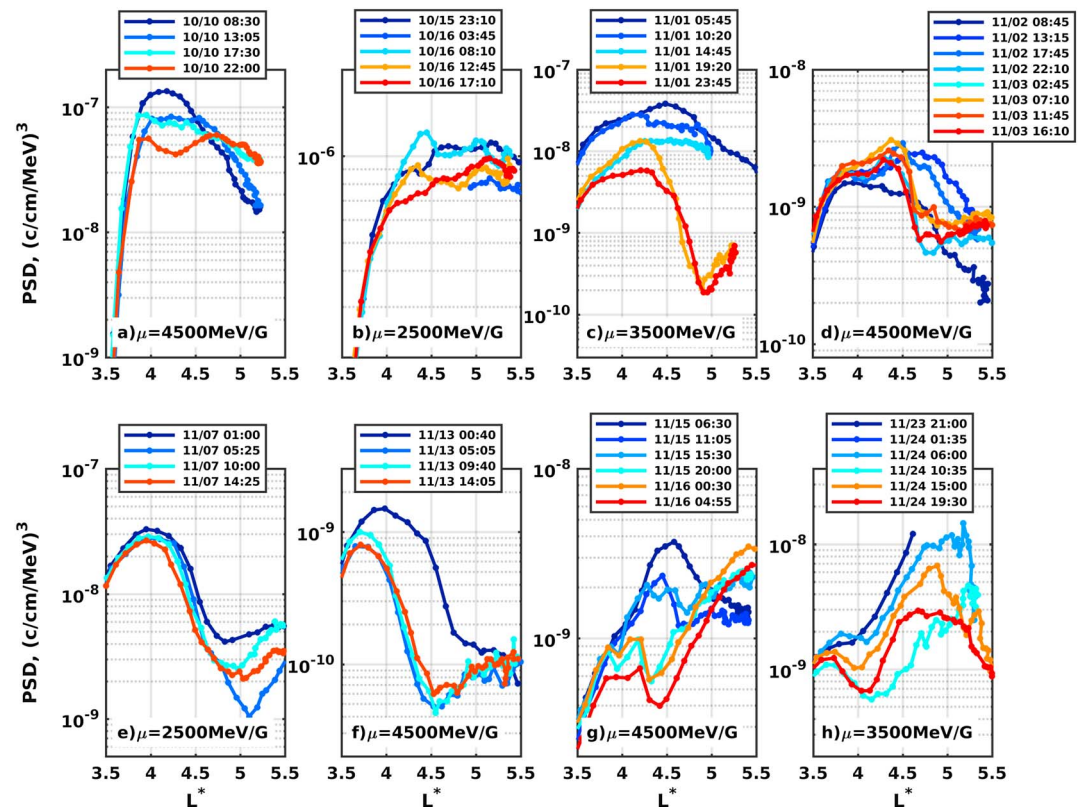 10/10 08:30
10/10 13:05
10/10 17:30
10/10 22:00
10/15 23:10
10/16 03:45
10/16 08:10
10/16 12:45
10/16 17:10
11/01 05:45
11/01 10:20
11/01 14:45
11/01 19:20
11/01 23:45
11/02 08:45
11/02 13:15
11/02 17:45
11/02 22:10
11/03 02:45
11/03 07:10
11/03 11:45
11/03 16:10
PSD, (c/cm/MeV)³
10⁻⁷
10⁻⁸
10⁻⁹
a)μ=4500MeV/G
3.5 4 4.5 5 5.5
10⁻⁶
b)μ=2500MeV/G
3.5 4 4.5 5 5.5
10⁻⁷
10⁻⁸
10⁻⁹
10⁻¹⁰
c)μ=3500MeV/G
3.5 4 4.5 5 5.5
10⁻⁸
10⁻⁹
10⁻¹⁰
d)μ=4500MeV/G
3.5 4 4.5 5 5.5
11/07 01:00
11/07 05:25
11/07 10:00
11/07 14:25
11/13 00:40
11/13 05:05
11/13 09:40
11/13 14:05
11/15 06:30
11/15 11:05
11/15 15:30
11/15 20:00
11/16 00:30
11/16 04:55
11/23 21:00
11/24 01:35
11/24 06:00
11/24 10:35
11/24 15:00
11/24 19:30
PSD, (c/cm/MeV)³
10⁻⁷
10⁻⁸
10⁻⁹
e)μ=2500MeV/G
3.5 4 4.5 5 5.5
L*
10⁻⁹
10⁻¹⁰
f)μ=4500MeV/G
3.5 4 4.5 5 5.5
L*
10⁻⁸
10⁻⁹
g)μ=4500MeV/G
3.5 4 4.5 5 5.5
L*
10⁻⁸
10⁻⁹
h)μ=3500MeV/G
3.5 4 4.5 5 5.5
L*